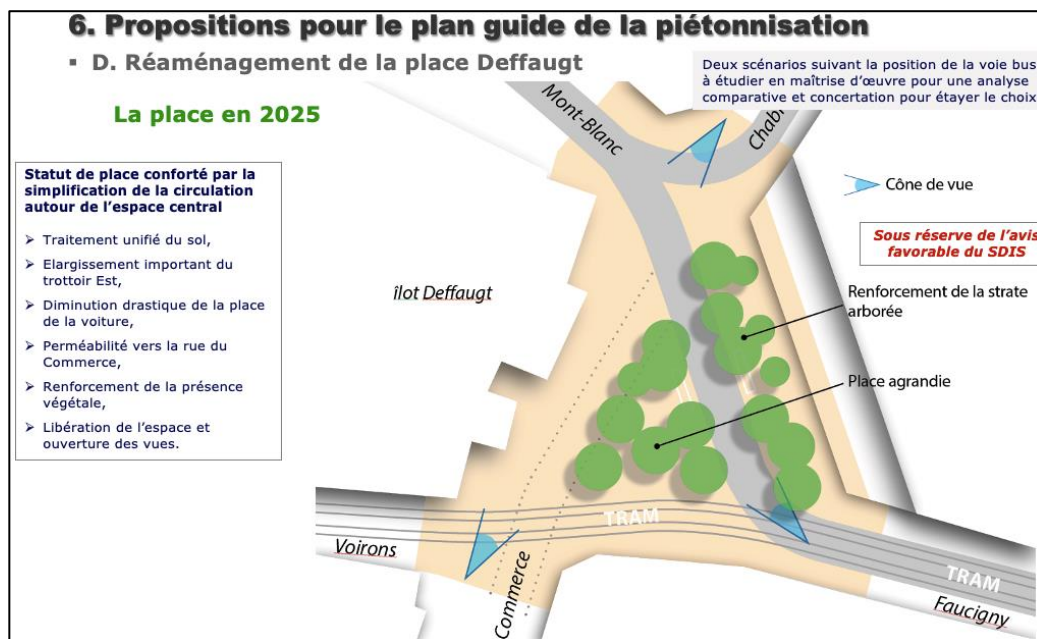 6. Propositions pour le plan guide de la piétonnisation
▪ D. Réaménagement de la place Deffaugt
Deux scénarios suivant la position de la voie bus
à étudier en maîtrise d'œuvre pour une analyse
comparative et concertation pour étayer le choix
La place en 2025
Statut de place conforté par la
simplification de la circulation
autour de l'espace central
➢ Traitement unifié du sol,
➢ Elargissement important du
trottoir Est,
➢ Diminution drastique de la place
de la voiture,
➢ Perméabilité vers la rue du
Commerce,
➢ Renforcement de la présence
végétale,
➢ Libération de l'espace et
ouverture des vues.
Mont-Blanc
Cône de vue
Sous réserve de l'avis
favorable du SDIS
îlot Deffaugt
Renforcement de la strate
arborée
Place agrandie
TRAM
Voirons
Commerce
TRAM
Faucigny